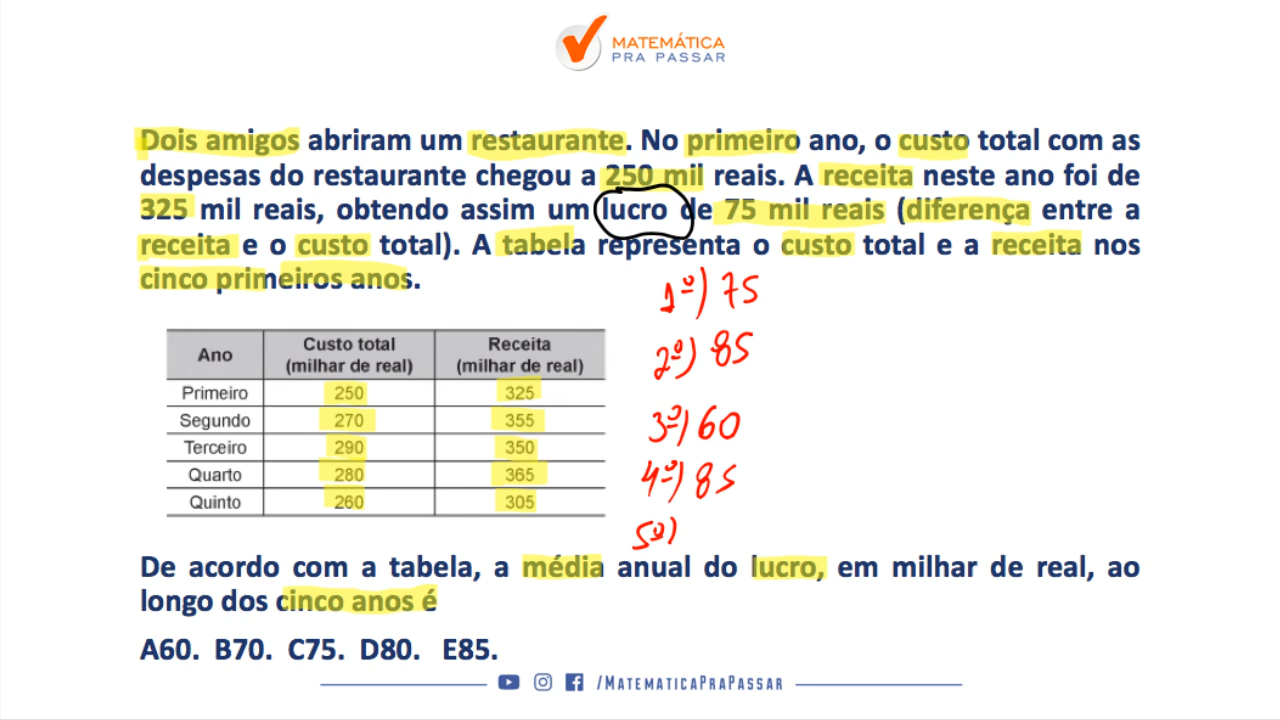 MATEMÁTICA
PRA PASSAR
Dois amigos abriram um restaurante. No primeiro ano, o custo total com as
despesas do restaurante chegou a 250 mil reais. A receita neste ano foi de
325 mil reais, obtendo assim um lucro de 75 mil reais (diferença entre a
receita e o custo total). A tabela representa o custo total e a receita nos
cinco primeiros anos.
1º) 75
2º) 85
3º) 60
4º) 85
5º)
Ano Custo total (milhar de real) Receita (milhar de real)
Primeiro 250 325
Segundo 270 355
Terceiro 290 350
Quarto 280 365
Quinto 260 305
De acordo com a tabela, a média anual do lucro, em milhar de real, ao
longo dos cinco anos é
A60. B70. C75. D80. E85.
/MATEMATICAPRAPASSAR